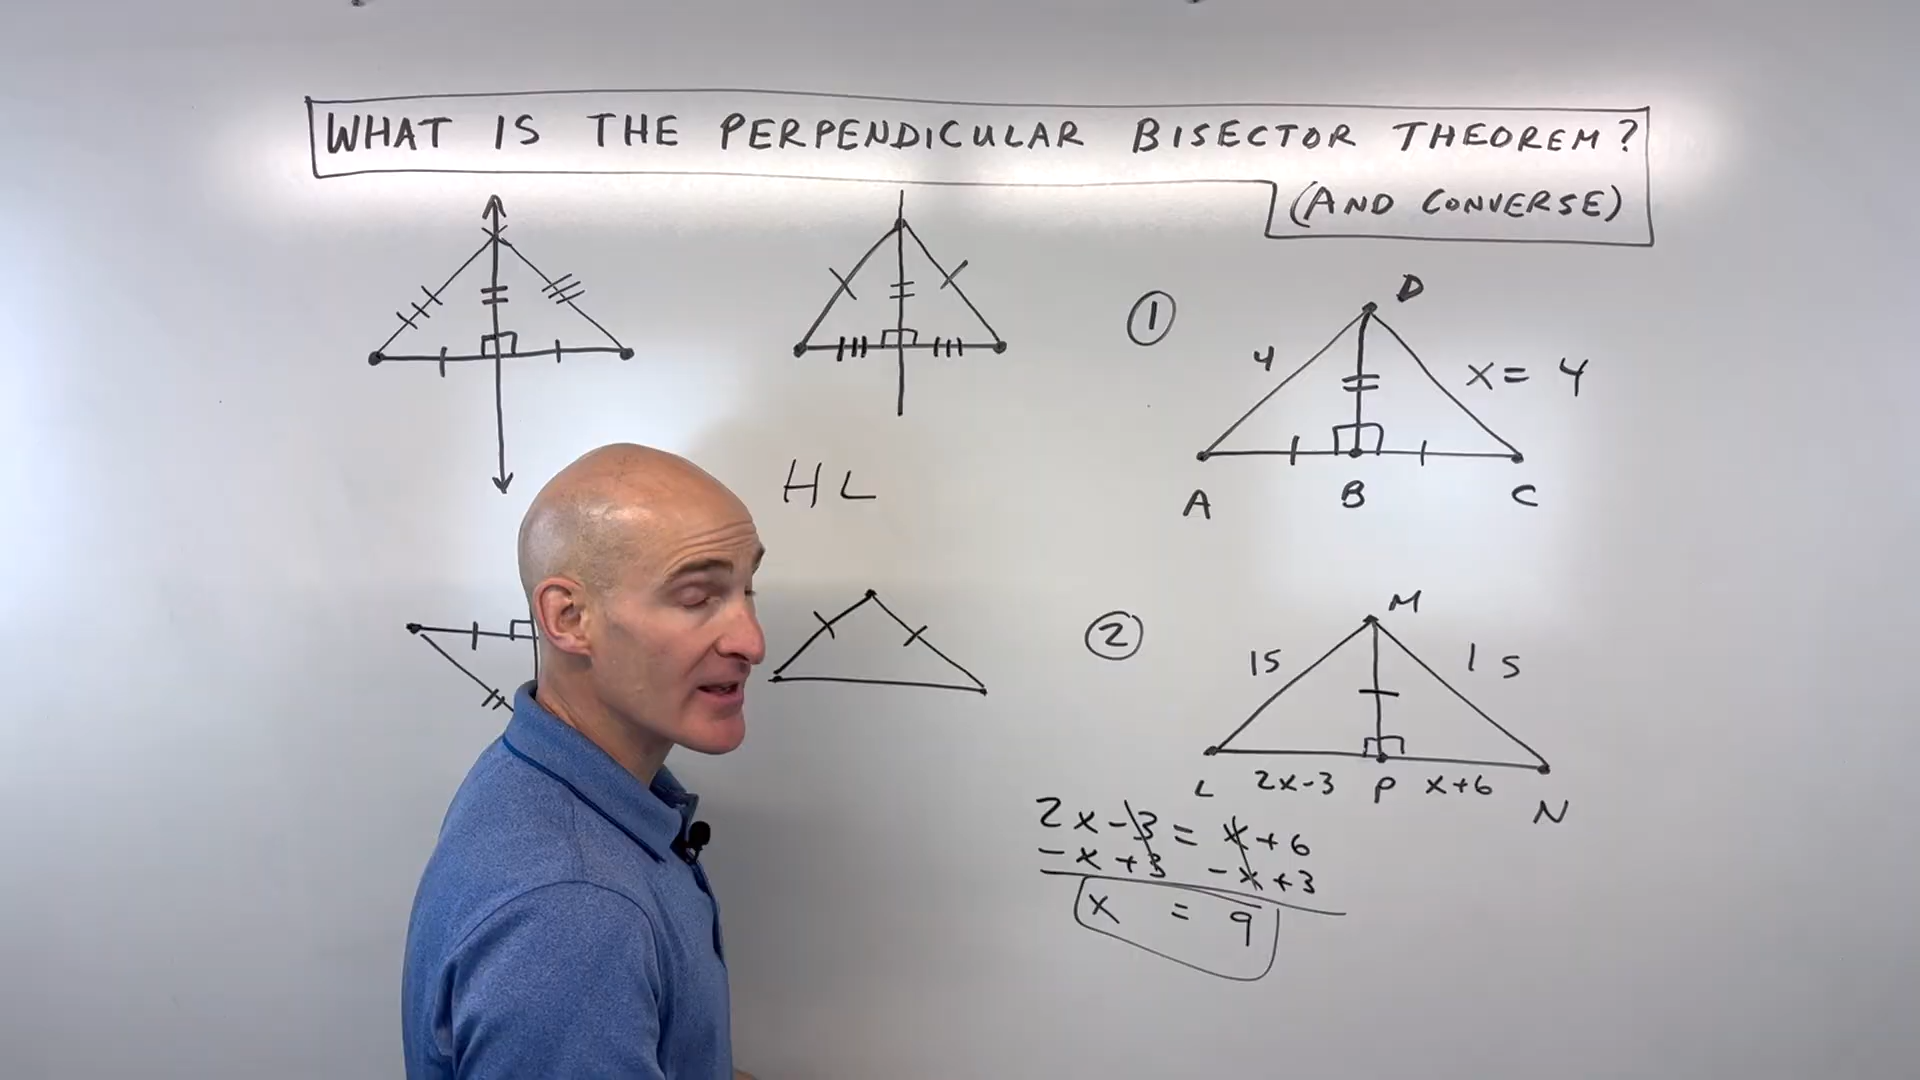 WHAT IS THE PERPENDICULAR BISECTOR THEOREM?
(AND CONVERSE)
HL
1
D
4
x = 4
A
B
C
2
M
15
15
L
2x-3
P
x+6
N
2x-3 = x+6
-x+3 -x+3
x = 9